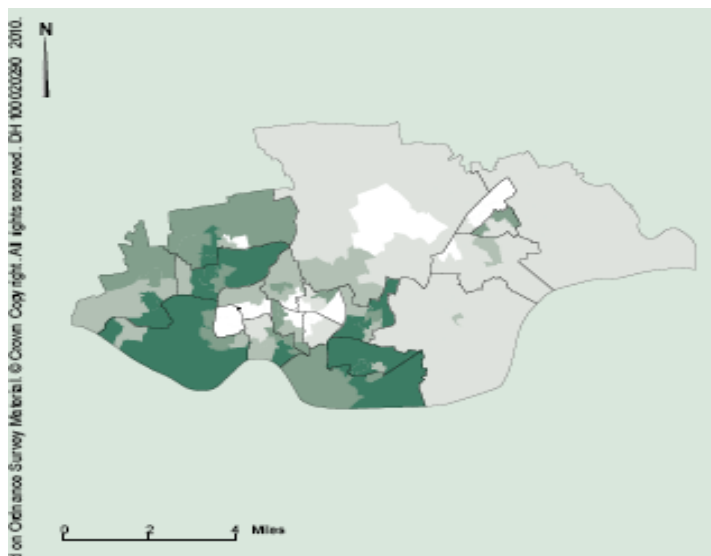 N
on Ordnance Survey Material. © Crown Copyright. All rights reserved. DH 100020290 2010.
0 2 4 Miles